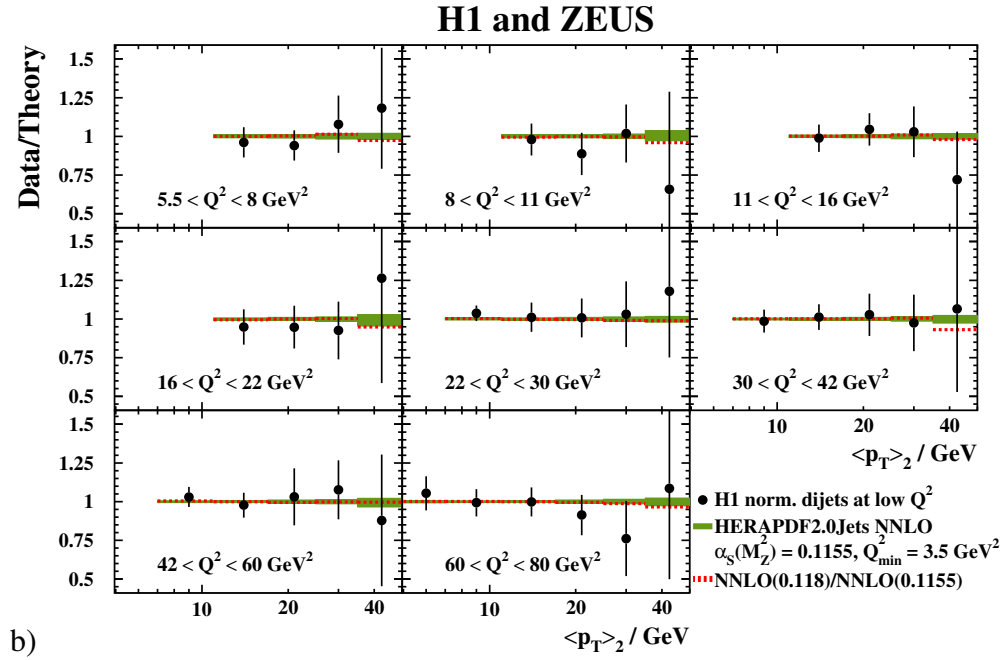 H1 and ZEUS
Data/Theory
1.5
1.25
1
0.75
0.5
5.5 < Q² < 8 GeV²
8 < Q² < 11 GeV²
11 < Q² < 16 GeV²
1.5
1.25
1
0.75
0.5
16 < Q² < 22 GeV²
22 < Q² < 30 GeV²
30 < Q² < 42 GeV²
10 20 40
<p_T>_2 / GeV
1.5
1.25
1
0.75
0.5
42 < Q² < 60 GeV²
60 < Q² < 80 GeV²
10 20 40
10 20 40
<p_T>_2 / GeV
H1 norm. dijets at low Q²
HERAPDF2.0Jets NNLO
α_S(M_Z²) = 0.1155, Q²_min = 3.5 GeV²
NNLO(0.118)/NNLO(0.1155)
b)